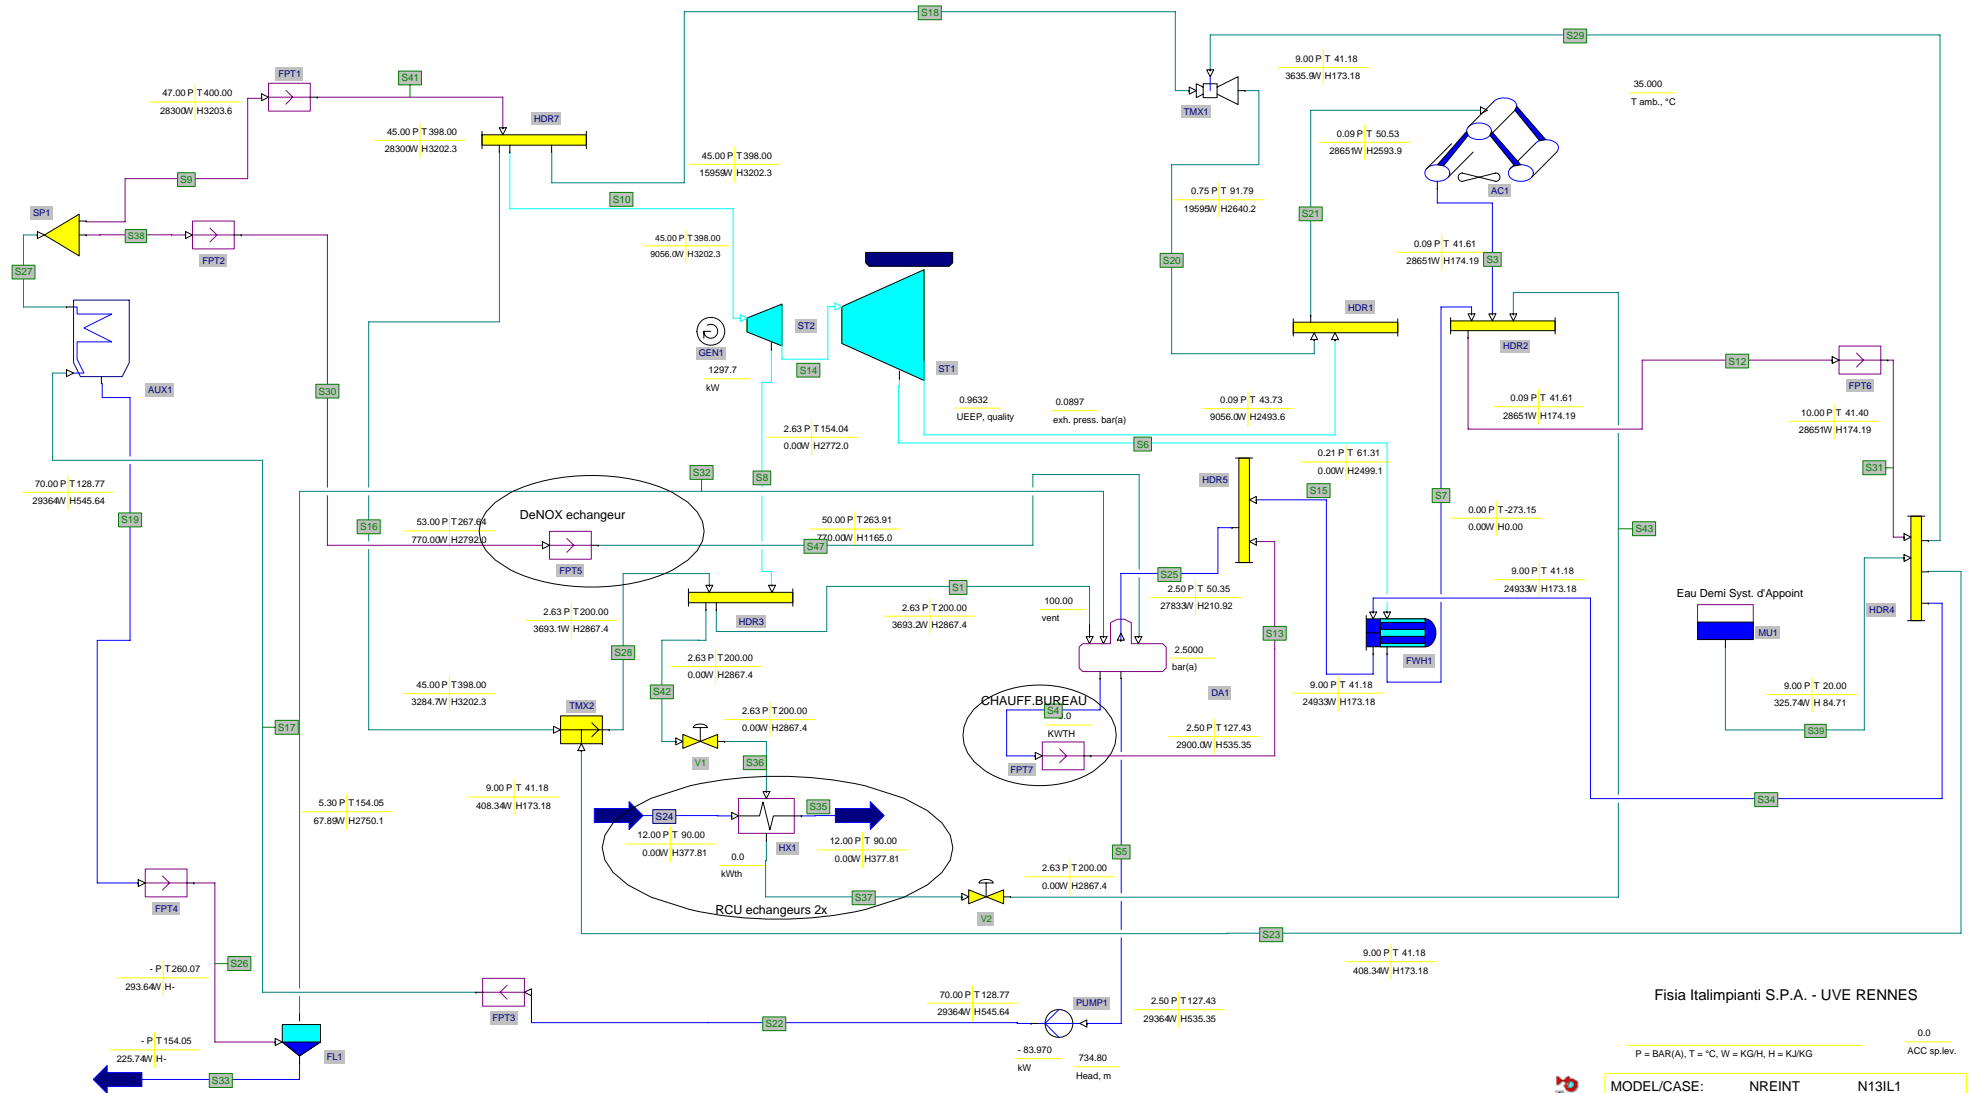 S18
S29
FPT1
S41
9.00 P T 41.18
3635.9W H173.18
35.000
T amb., °C
47.00 P T400.00
28300W H3203.6
HDR7
TMX1
45.00 P T398.00
28300W H3202.3
45.00 P T398.00
15959W H3202.3
0.09 P T 50.53
28651W H2593.9
S9
S10
0.75 P T 91.79
19595W H2640.2
S21
AC1
SP1
S38
FPT2
45.00 P T398.00
9056.0W H3202.3
0.09 P T 41.61
28651W H174.19
S3
S27
S20
HDR1
ST2
HDR2
GEN1
1297.7
kW
S14
ST1
S12
FPT6
AUX1
S30
0.9632
UEEP, quality
0.0897
exh. press. bar(a)
0.09 P T 43.73
9056.0W H2493.6
0.09 P T 41.61
28651W H174.19
10.00 P T 41.40
28651W H174.19
2.63 P T154.04
0.00W H2772.0
S6
0.21 P T 61.31
0.00W H2499.1
S31
S32
S8
HDR5
S15
S7
70.00 P T128.77
29364W H545.64
S19
DeNOX echangeur
S16
53.00 P T267.64
770.00W H2792.0
50.00 P T263.91
770.00W H1165.0
S47
0.00 P T-273.15
0.00W H0.00
S43
FPT5
S1
S25
2.50 P T 50.35
27833W H210.92
9.00 P T 41.18
24933W H173.18
Eau Demi Syst. d'Appoint
HDR4
2.63 P T200.00
3693.1W H2867.4
HDR3
2.63 P T200.00
3693.2W H2867.4
100.00
vent
S13
MU1
S28
2.63 P T200.00
0.00W H2867.4
2.5000
bar(a)
FWH1
45.00 P T398.00
3284.7W H3202.3
S42
DA1
9.00 P T 41.18
24933W H173.18
9.00 P T 20.00
325.74W H 84.71
TMX2
2.63 P T200.00
0.00W H2867.4
CHAUFF.BUREAU
S4
KWTH
FPT7
2.50 P T127.43
2900.0W H535.35
S39
S17
V1
S36
9.00 P T 41.18
408.34W H173.18
5.30 P T154.05
67.89W H2750.1
S24
S35
S34
12.00 P T 90.00
0.00W H377.81
HX1
12.00 P T 90.00
0.00W H377.81
0.0
kWth
S5
2.63 P T200.00
0.00W H2867.4
FPT4
S37
V2
RCU echangeurs 2x
S23
- P T260.07
293.64W H-
S26
9.00 P T 41.18
408.34W H173.18
FPT3
70.00 P T128.77
29364W H545.64
PUMP1
2.50 P T127.43
29364W H535.35
S22
Fisia Italimpianti S.P.A. - UVE RENNES
- P T154.05
225.74W H-
FL1
- 83.970
kW
734.80
Head, m
0.0
ACC sp.lev.
P = BAR(A), T = °C, W = KG/H, H = KJ/KG
S33
MODEL/CASE: NREINT N13IL1